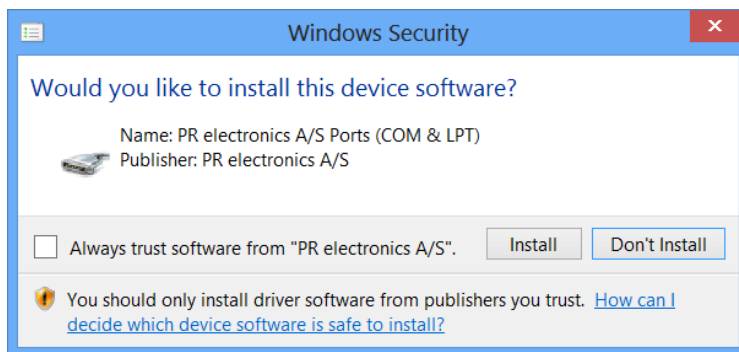 Windows Security
Would you like to install this device software?
Name: PR electronics A/S Ports (COM & LPT)
Publisher: PR electronics A/S
Always trust software from "PR electronics A/S".
Install
Don't Install
You should only install driver software from publishers you trust. How can I
decide which device software is safe to install?